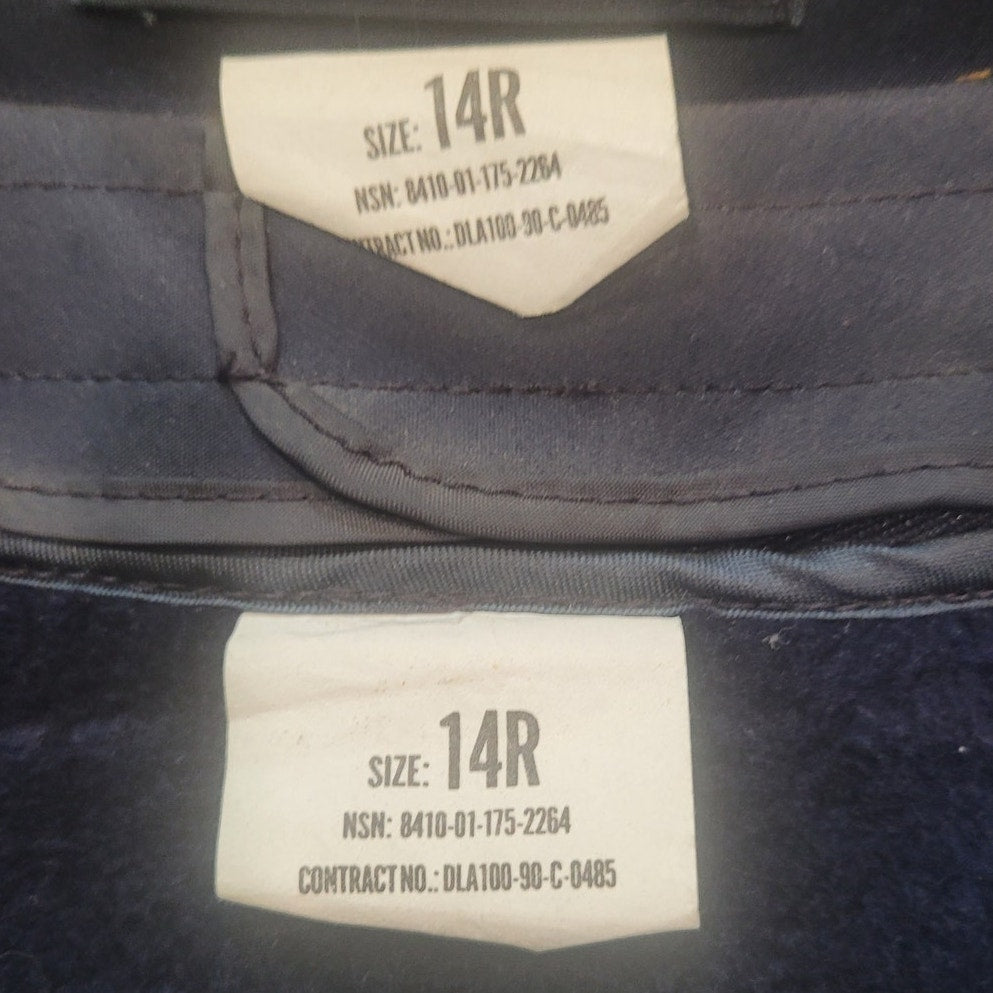 SIZE: 14R
NSN: 8410-01-175-2264
TRACT NO.: DLA100-90-C-0485
SIZE: 14R
NSN: 8410-01-175-2264
CONTRACT NO.: DLA100-90-C-0485